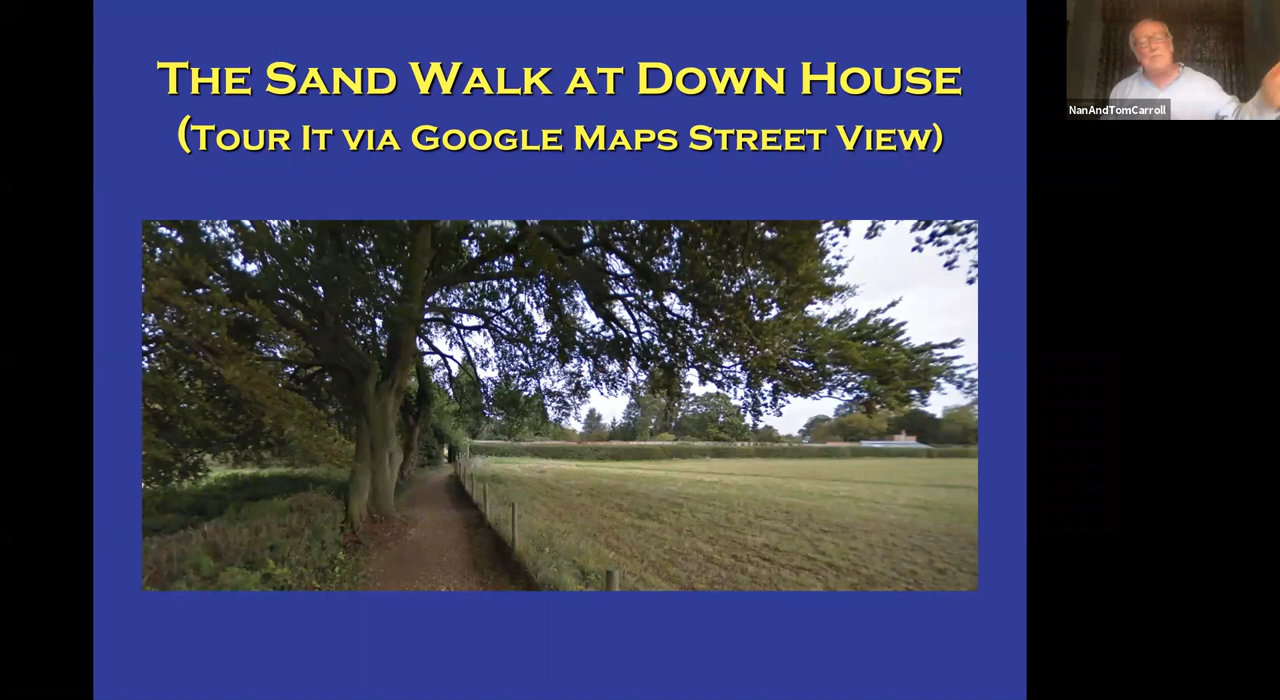 The Sand Walk at Down House
(Tour It via Google Maps Street View)
NanAndTomCarroll